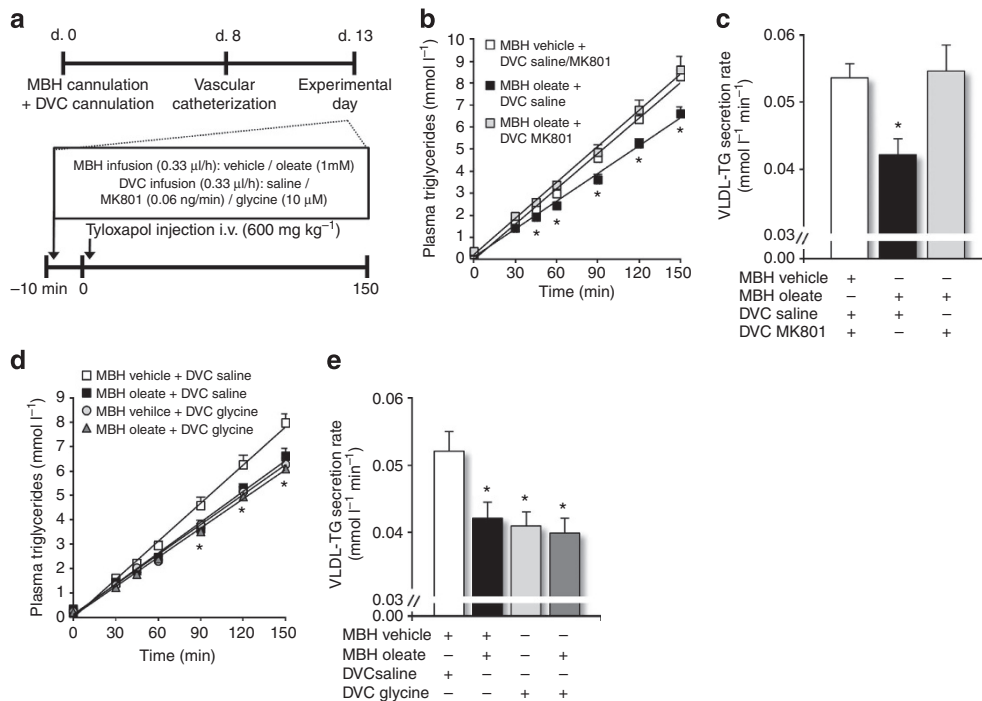 a
d. 0
d. 8
d. 13
MBH cannulation
+ DVC cannulation
Vascular
catheterization
Experimental
day
MBH infusion (0.33 µl/h): vehicle / oleate (1mM)
DVC infusion (0.33 µl/h): saline /
MK801 (0.06 ng/min) / glycine (10 µM)
Tyloxapol injection i.v. (600 mg kg⁻¹)
–10 min
0
150
b
Plasma triglycerides (mmol l⁻¹)
10
9
8
7
6
5
4
3
2
1
0
MBH vehicle +
DVC saline/MK801
MBH oleate +
DVC saline
MBH oleate +
DVC MK801
* * * * *
0 30 60 90 120 150
Time (min)
c
VLDL-TG secretion rate
(mmol l⁻¹ min⁻¹)
0.06
0.05
0.04
0.03
0.00
*
MBH vehicle + – –
MBH oleate – + +
DVC saline + + –
DVC MK801 + – +
d
Plasma triglycerides (mmol l⁻¹)
9
8
7
6
5
4
3
2
1
0
MBH vehicle + DVC saline
MBH oleate + DVC saline
MBH vehilce + DVC glycine
MBH oleate + DVC glycine
* * *
0 30 60 90 120 150
Time (min)
e
VLDL-TG secretion rate
(mmol l⁻¹ min⁻¹)
0.06
0.05
0.04
0.03
0.00
* * *
MBH vehicle + + – –
MBH oleate – + – +
DVCsaline + – – –
DVC glycine – – + +